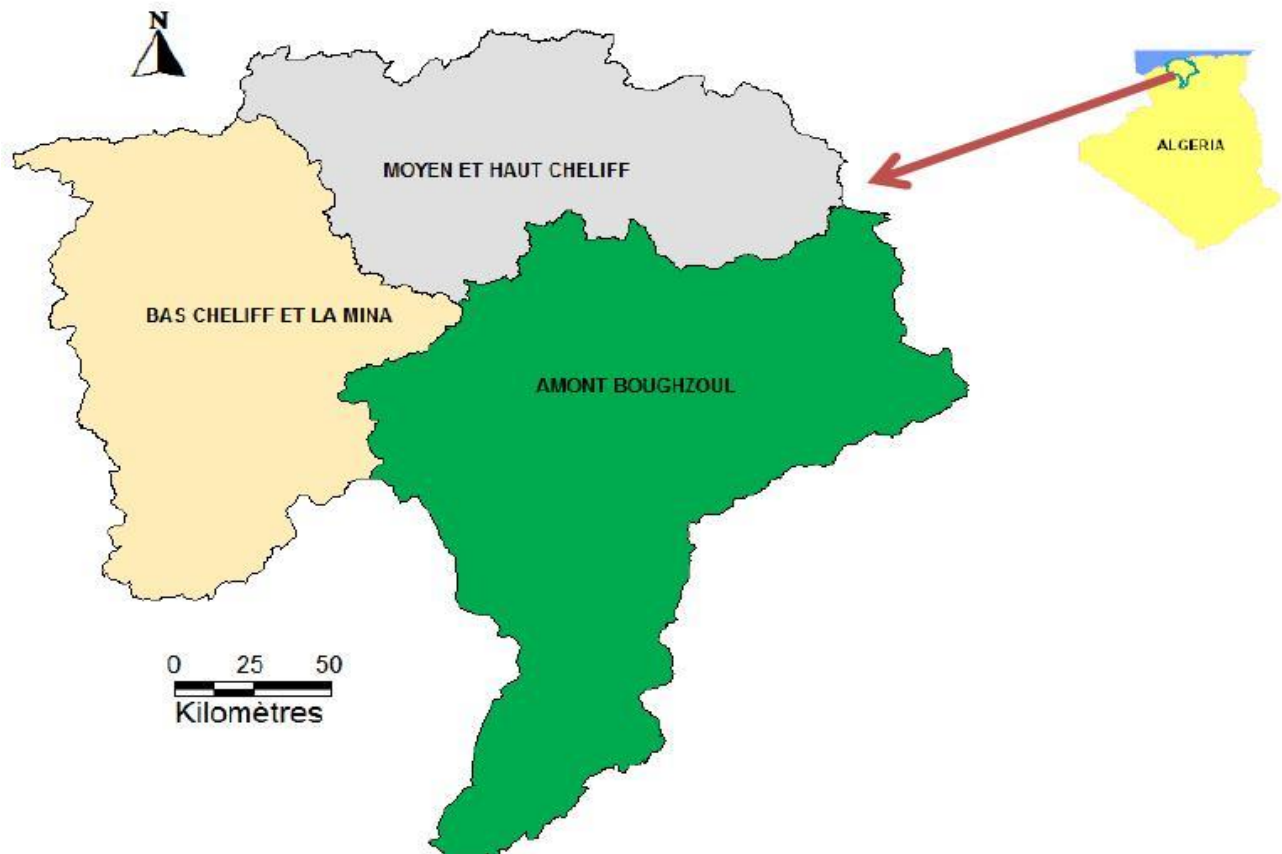 N
ALGERIA
MOYEN ET HAUT CHELIFF
BAS CHELIFF ET LA MINA
AMONT BOUGHZOUL
0 25 50
Kilomètres